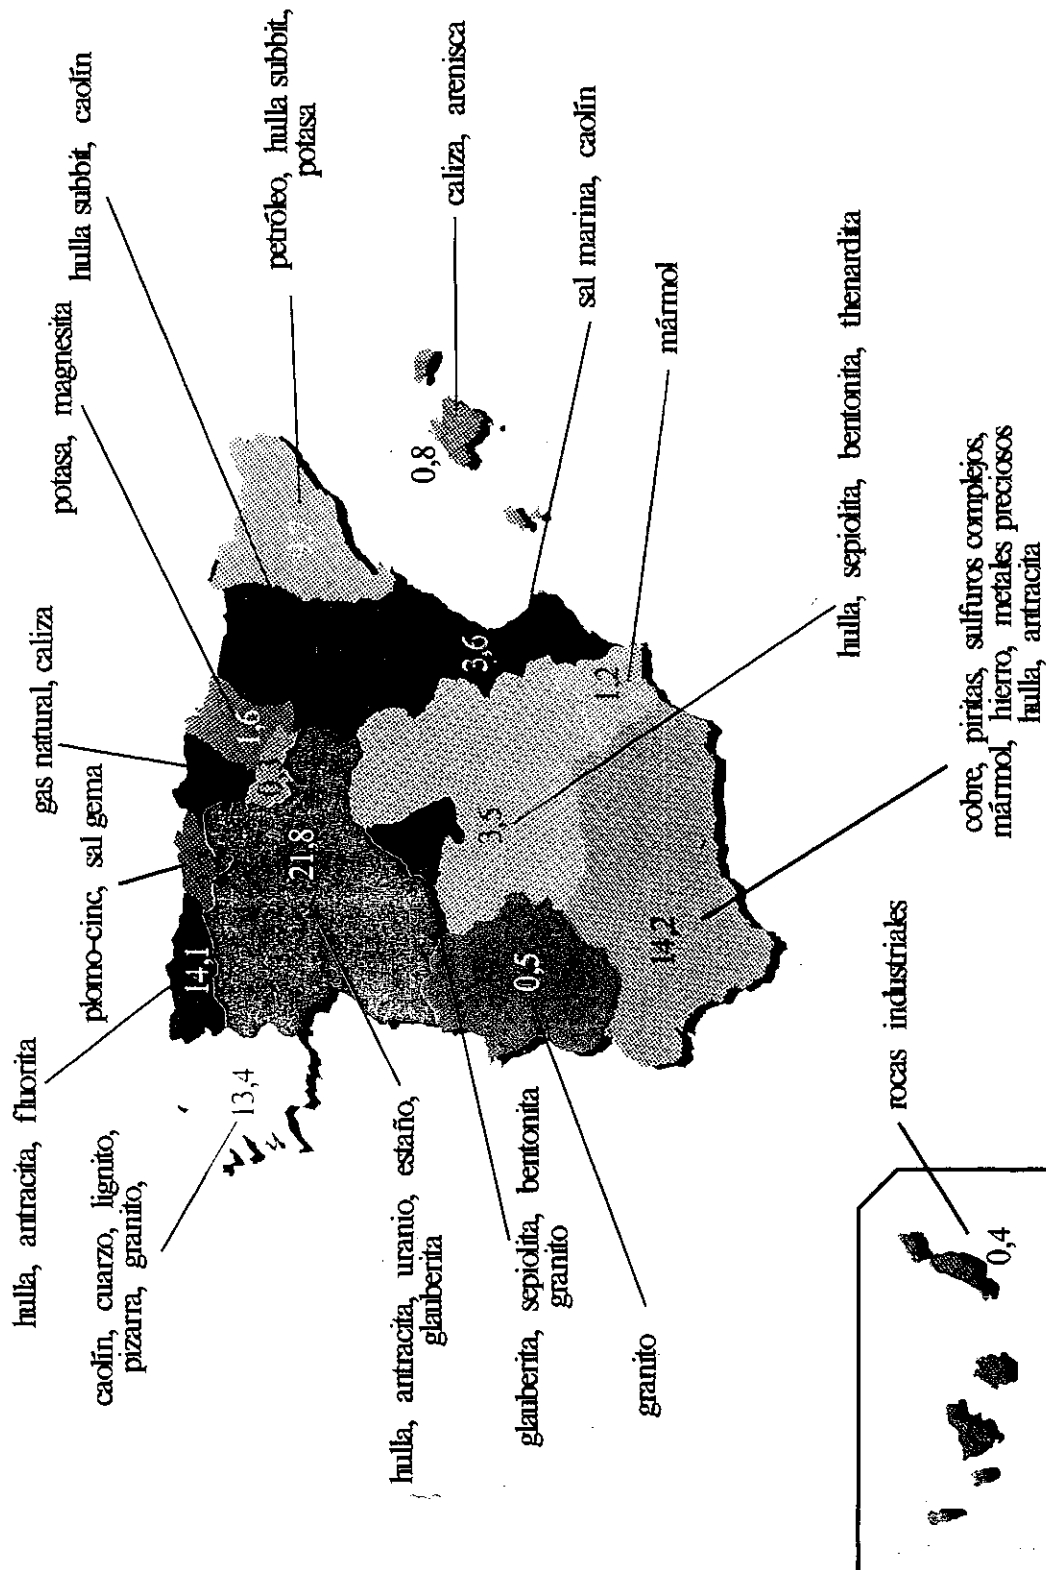 hulla, antracita, fluorita
plomo-cinc, sal gema
gas natural, caliza
potasa, magnesita
hulla subbit, caolín
caolín, cuarzo, lignito,
pizarra, granito,
13,4
14,1
1,6
0,3
21,8
petróleo, hulla subbit,
potasa
0,8
caliza, arenisca
hulla, antracita, uranio, estaño,
glauberita
3,6
3,5
sal marina, caolín
glauberita, sepiolita, bentonita
granito
0,5
1,2
mármol
granito
14,2
hulla, sepiolita, bentonita, thenardita
cobre, piritas, sulfuros complejos,
mármol, hierro, metales preciosos
hulla, antracita
rocas industriales
0,4